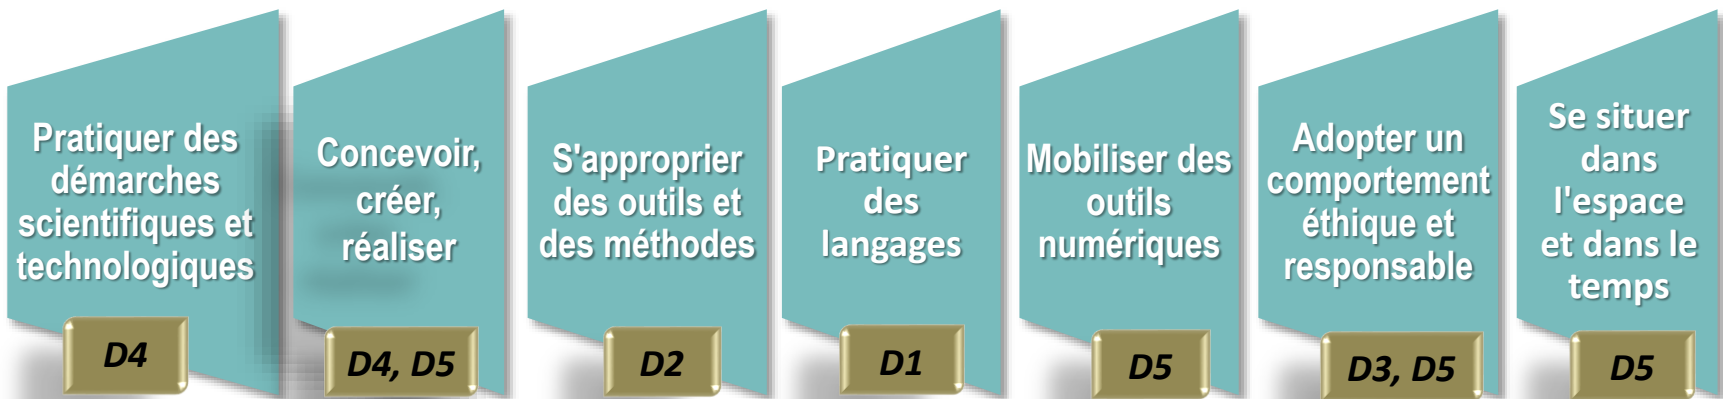 Pratiquer des
démarches
scientifiques et
technologiques
D4
Concevoir,
créer,
réaliser
D4, D5
S'approprier
des outils et
des méthodes
D2
Pratiquer
des
langages
D1
Mobiliser des
outils
numériques
D5
Adopter un
comportement
éthique et
responsable
D3, D5
Se situer
dans
l'espace
et dans le
temps
D5